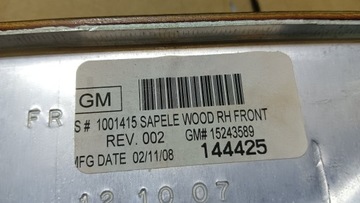 GM
S # 1001415 SAPELE WOOD RH FRONT
REV. 002 GM# 15243589
MFG DATE 02/11/08 144425
FR
12 10 07